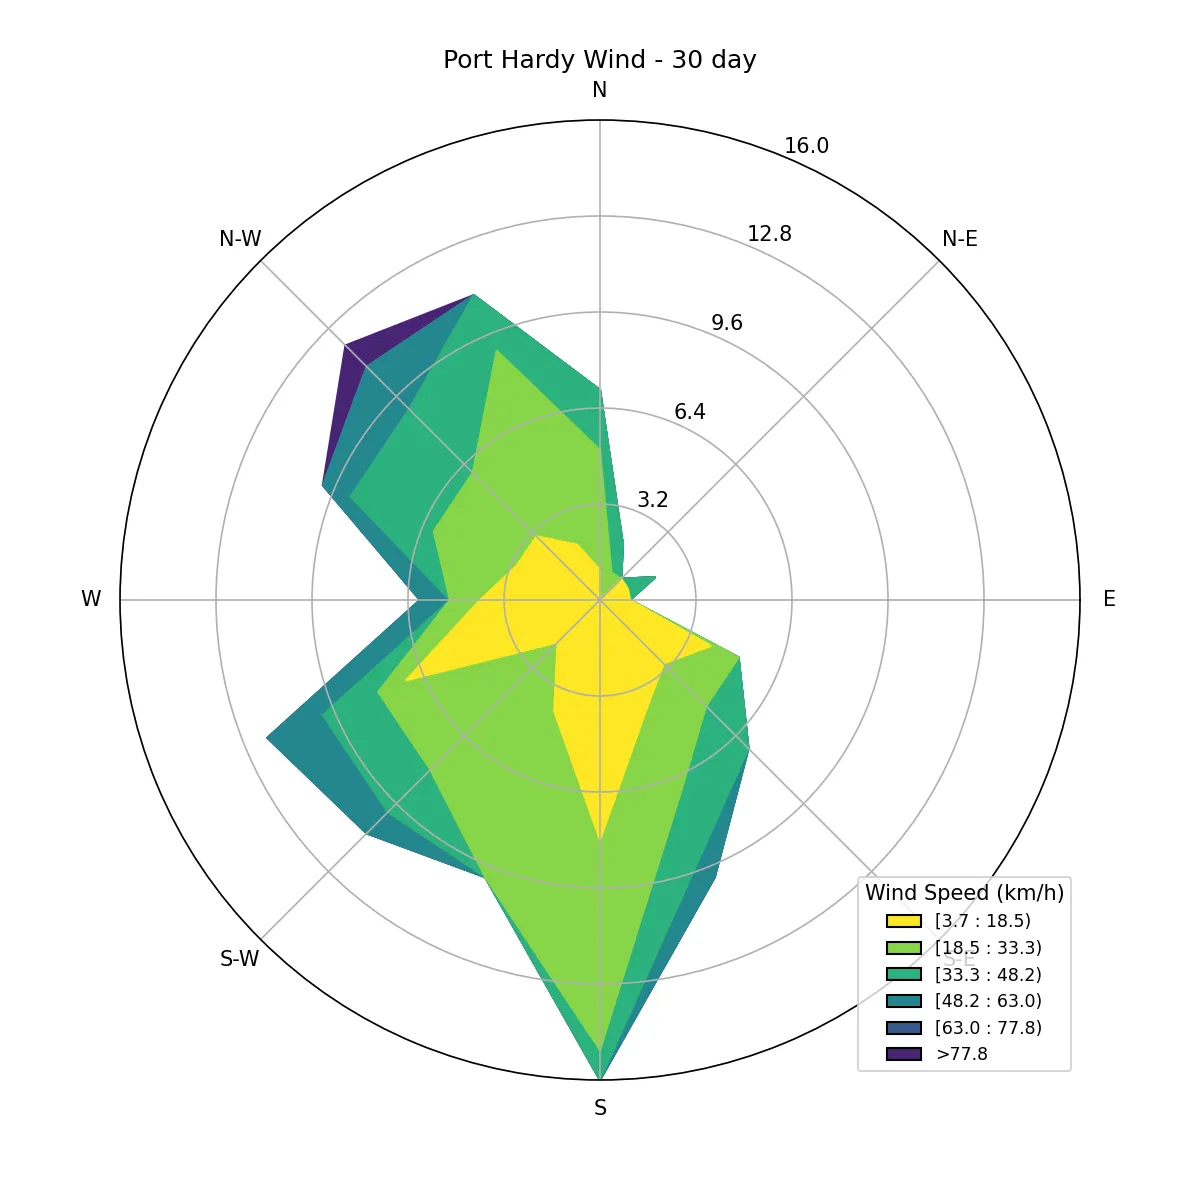 Port Hardy Wind - 30 day
N
16.0
12.8
N-W
N-E
9.6
6.4
3.2
W
E
Wind Speed (km/h)
[3.7 : 18.5)
[18.5 : 33.3)
[33.3 : 48.2)
[48.2 : 63.0)
[63.0 : 77.8)
>77.8
S-W
S-E
S